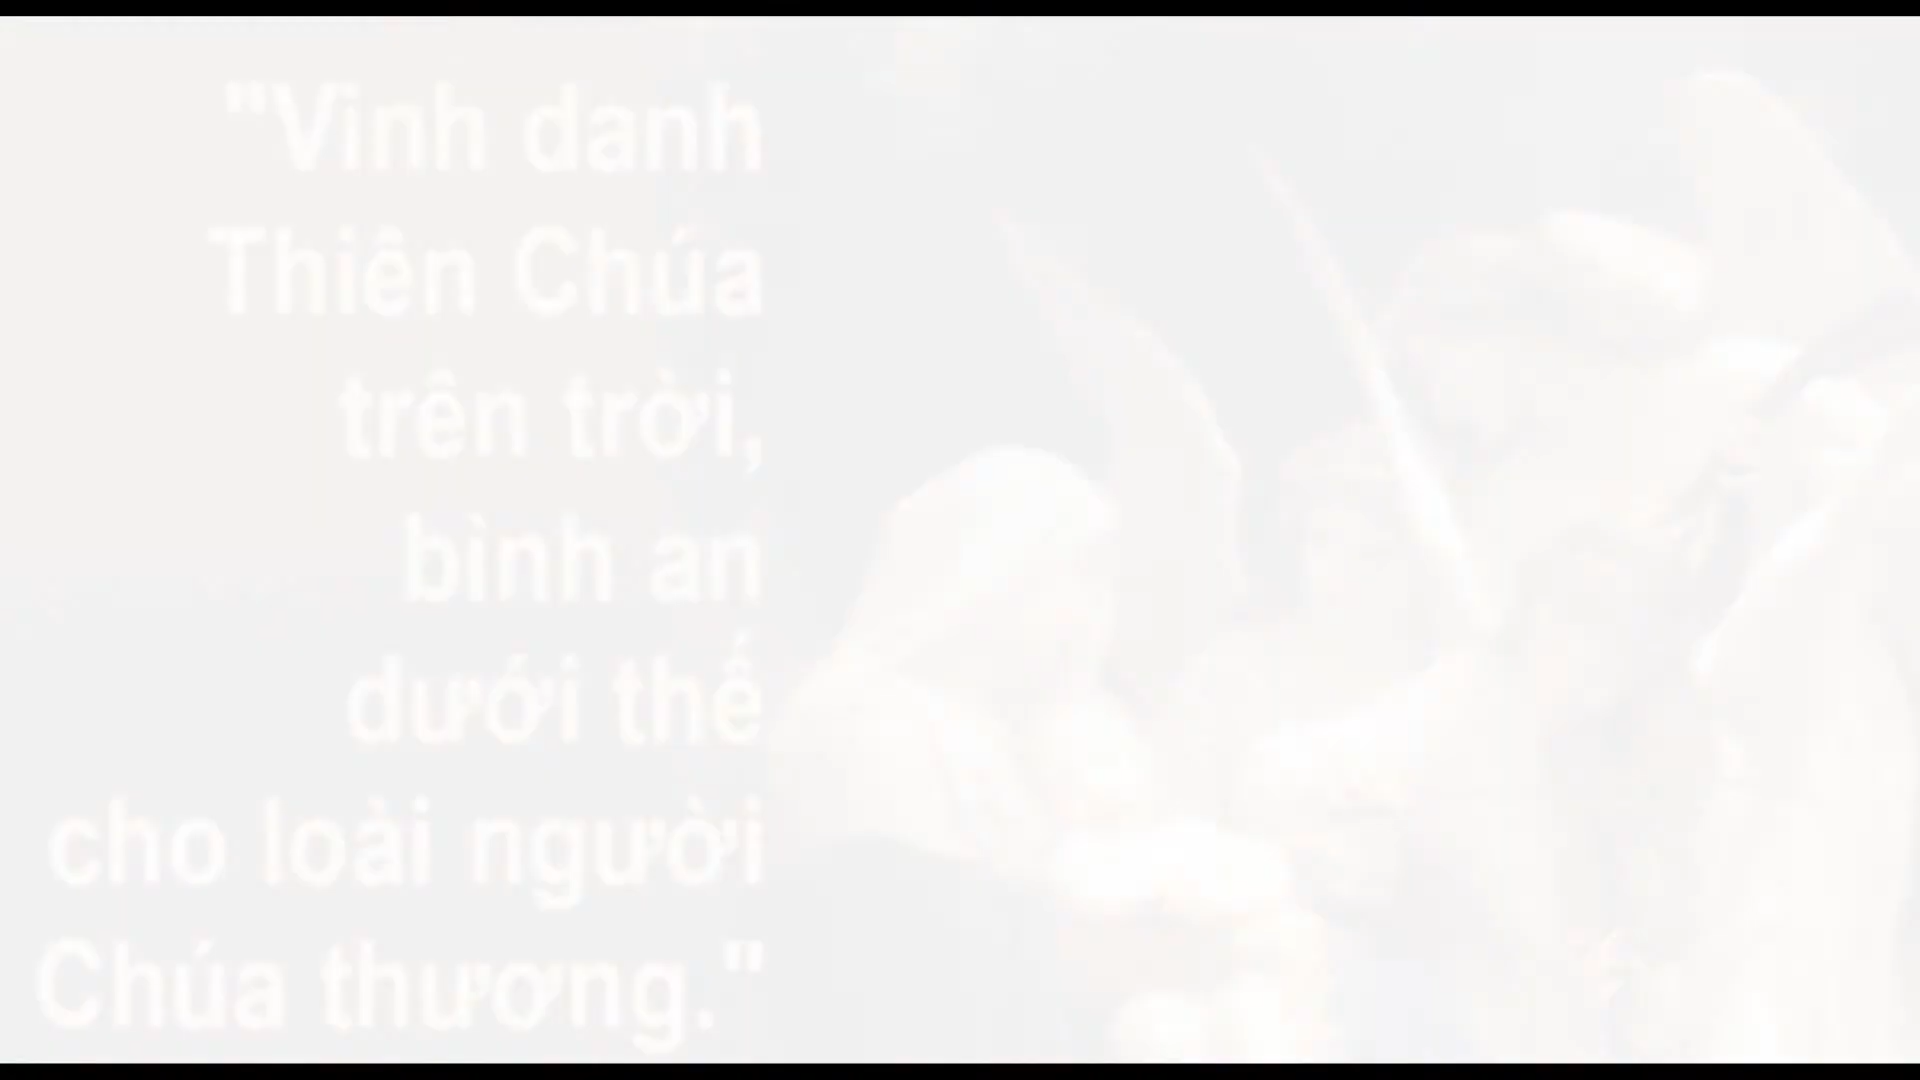 "Vinh danh
Thiên Chúa
trên trời,
bình an
dưới thế
cho loài người
Chúa thương."